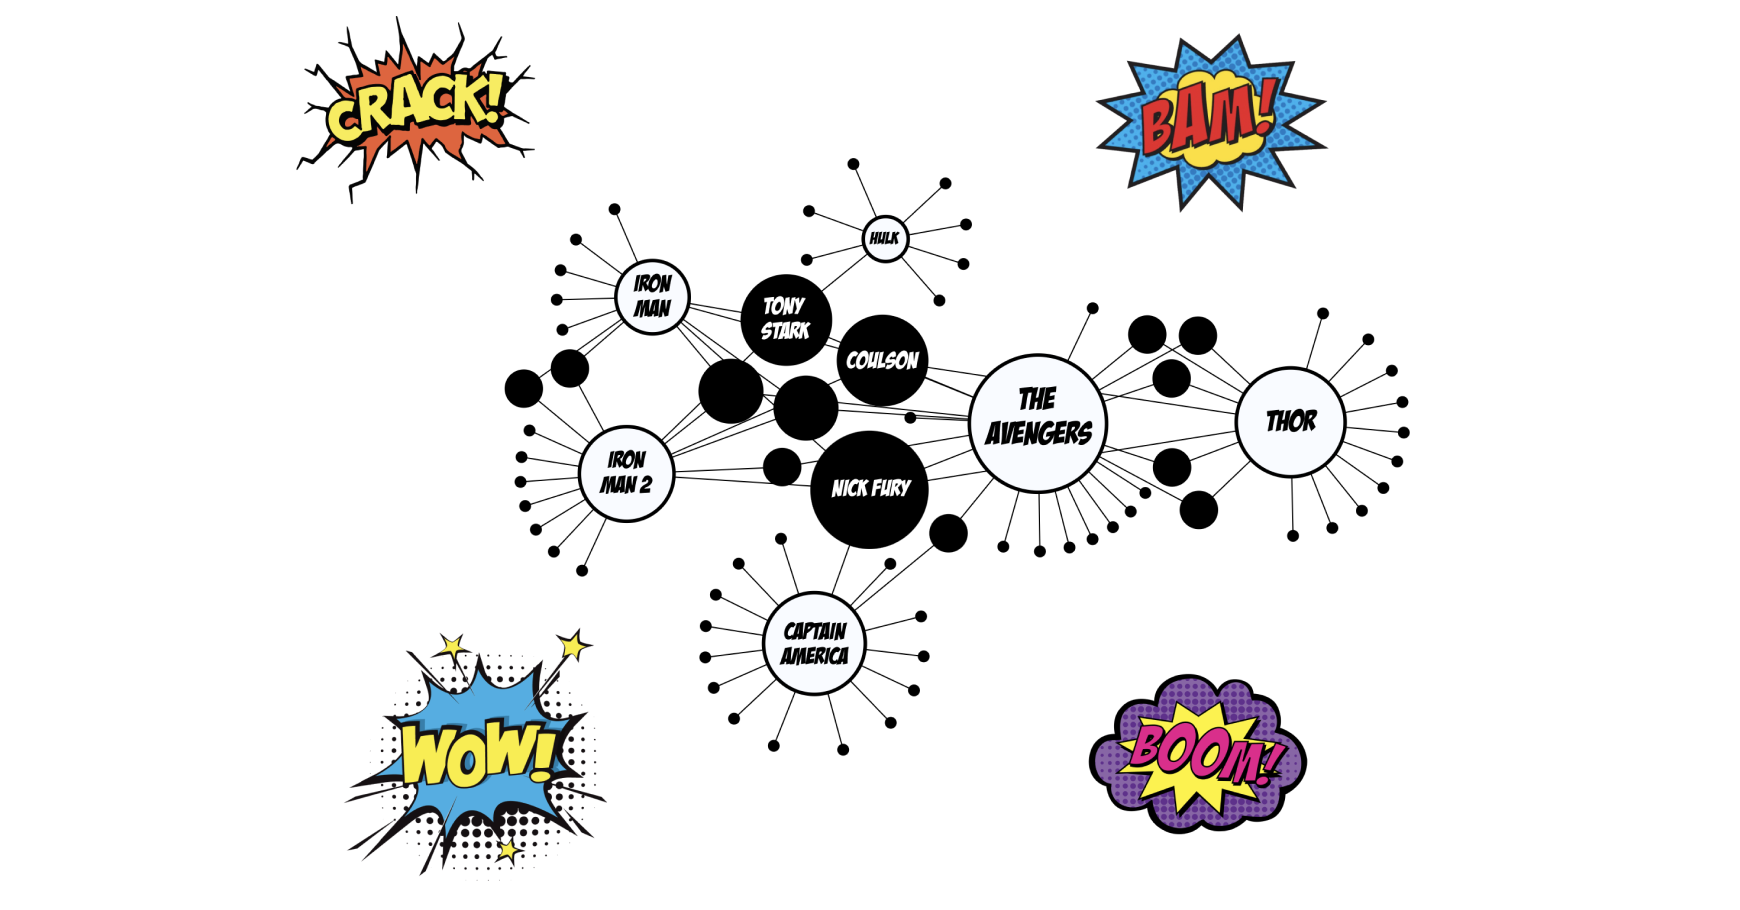 CRACK!
BAM!
HULK
IRON
MAN
TONY
STARK
COULSON
THE
AVENGERS
THOR
IRON
MAN 2
NICK FURY
CAPTAIN
AMERICA
WOW!
BOOM!